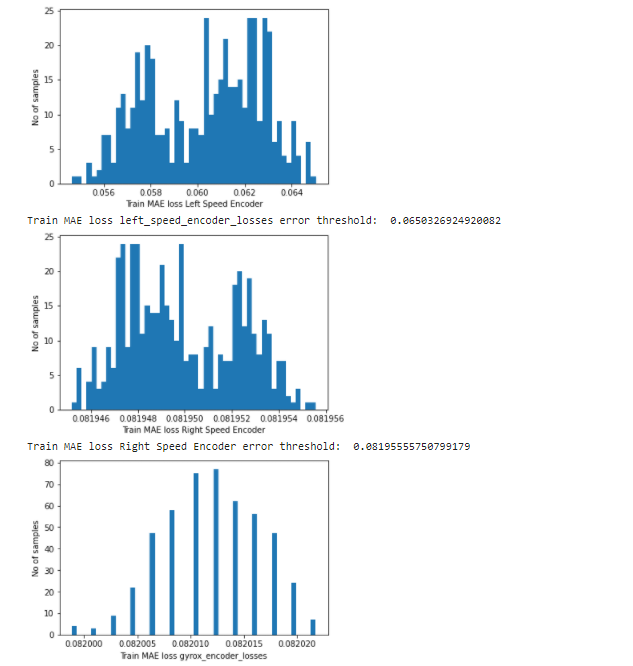 25
20
15
10
5
0
No of samples
0.056 0.058 0.060 0.062 0.064
Train MAE loss Left Speed Encoder
Train MAE loss left_speed_encoder_losses error threshold: 0.0650326924920082
25
20
15
10
5
0
No of samples
0.081946 0.081948 0.081950 0.081952 0.081954 0.081956
Train MAE loss Right Speed Encoder
Train MAE loss Right Speed Encoder error threshold: 0.08195555750799179
80
70
60
50
40
30
20
10
0
No of samples
0.082000 0.082005 0.082010 0.082015 0.082020
Train MAE loss gyrox_encoder_losses